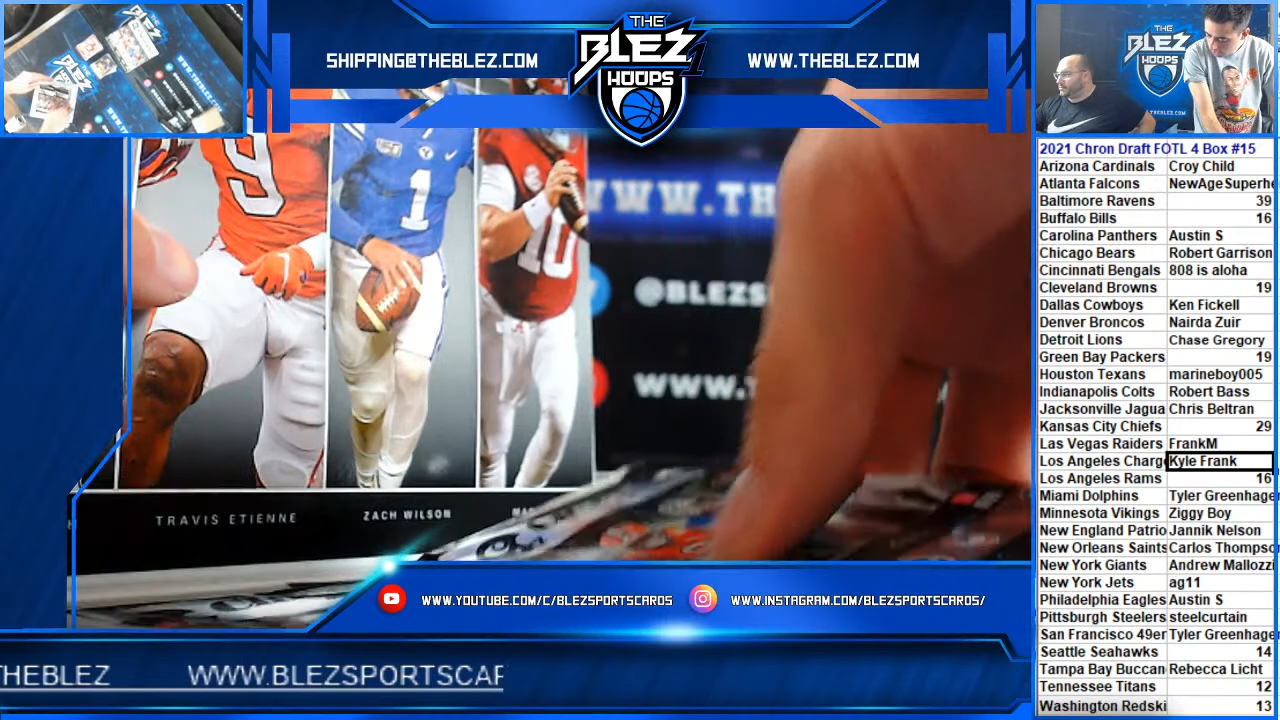 SHIPPING@THEBLEZ.COM
THE
BLEZ
HOOPS
1
WWW.THEBLEZ.COM
THE
BLEZ
HOOPS
2021 Chron Draft FOTL 4 Box #15
Arizona Cardinals Croy Child
Atlanta Falcons NewAgeSuperhe
Baltimore Ravens 39
Buffalo Bills 16
Carolina Panthers Austin S
Chicago Bears Robert Garrison
Cincinnati Bengals 808 is aloha
Cleveland Browns 19
Dallas Cowboys Ken Fickell
Denver Broncos Nairda Zuir
Detroit Lions Chase Gregory
Green Bay Packers 19
Houston Texans marineboy005
Indianapolis Colts Robert Bass
Jacksonville Jagua Chris Beltran
Kansas City Chiefs 29
Las Vegas Raiders FrankM
Los Angeles Charg Kyle Frank
Los Angeles Rams 16
Miami Dolphins Tyler Greenhage
Minnesota Vikings Ziggy Boy
New England Patrio Jannik Nelson
New Orleans Saints Carlos Thompso
New York Giants Andrew Mallozzi
New York Jets ag11
Philadelphia Eagles Austin S
Pittsburgh Steelers steelcurtain
San Francisco 49er Tyler Greenhage
Seattle Seahawks 14
Tampa Bay Buccan Rebecca Licht
Tennessee Titans 12
Washington Redski 13
9
1
10
WWW.TH
@BLEZS
WWW.
TRAVIS ETIENNE
ZACH WILSON
WWW.YOUTUBE.COM/C/BLEZSPORTSCARDS
WWW.INSTAGRAM.COM/BLEZSPORTSCARDS/
THEBLEZ WWW.BLEZSPORTSCAR